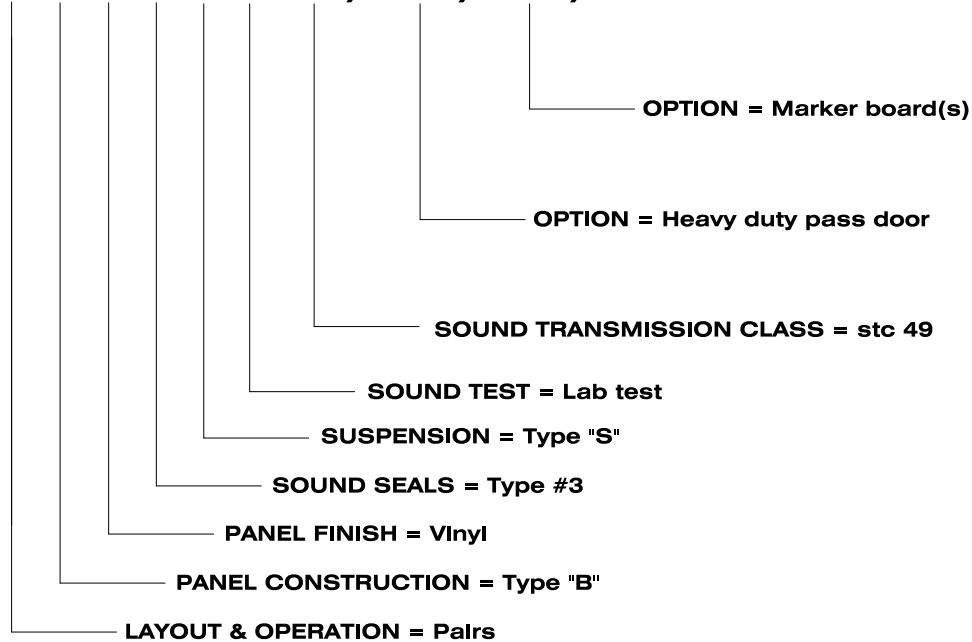 OPTION = Marker board(s)
OPTION = Heavy duty pass door
SOUND TRANSMISSION CLASS = stc 49
SOUND TEST = Lab test
SUSPENSION = Type "S"
SOUND SEALS = Type #3
PANEL FINISH = VInyl
PANEL CONSTRUCTION = Type "B"
LAYOUT & OPERATION = PaIrs